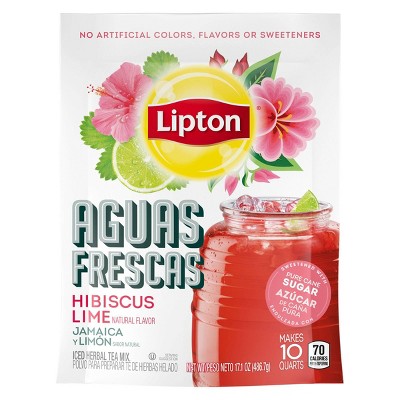 NO ARTIFICIAL COLORS, FLAVORS OR SWEETENERS
Lipton®
AGUAS
FRESCAS
HIBISCUS
LIME NATURAL FLAVOR
JAMAICA
Y LIMÓN SABOR NATURAL
ICED HERBAL TEA MIX
POLVO PARA PREPARAR TÉ DE HIERBAS HELADO
SWEETENED WITH
PURE CANE
SUGAR
AZÚCAR
DE CAÑA
PURA
ENDULZADA CON
MAKES
10
QUARTS
70
CALORIES
NET WT/PESO NETO 17.1 OZ (486.7g)